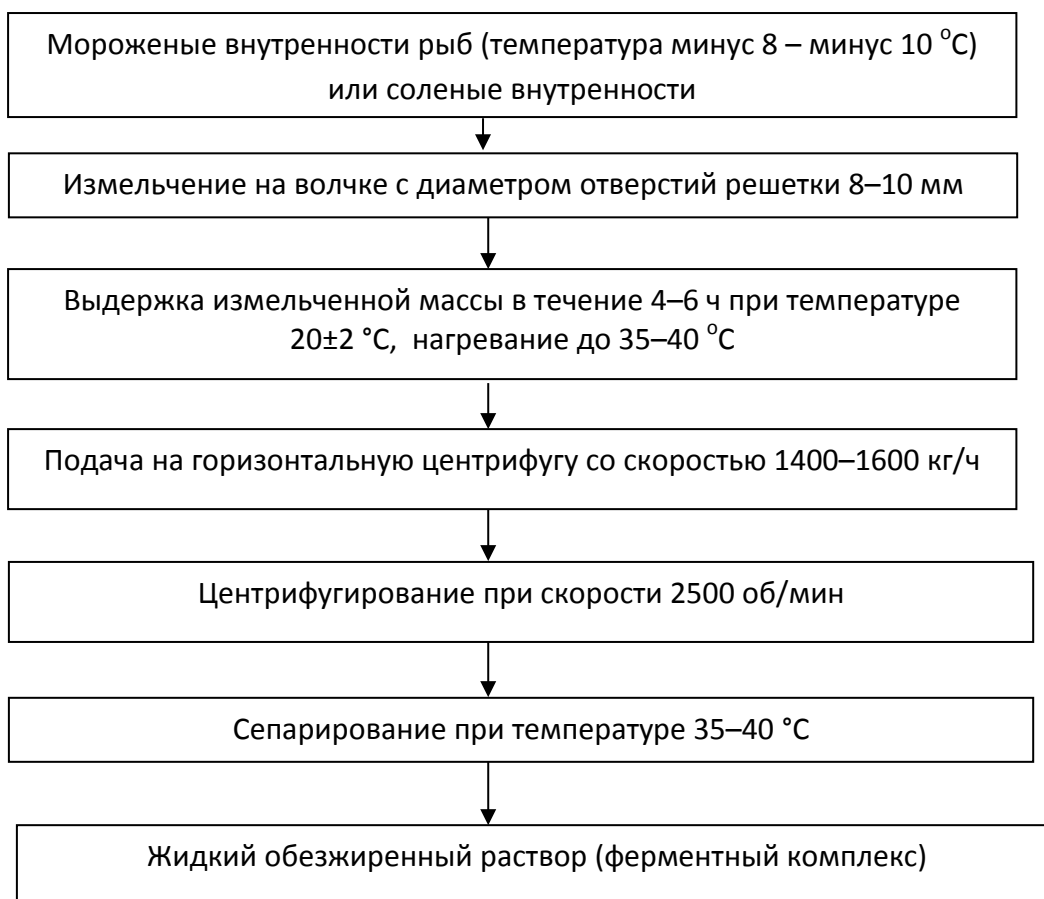 Мороженые внутренности рыб (температура минус 8 – минус 10 °С)
или соленые внутренности
Измельчение на волчке с диаметром отверстий решетки 8–10 мм
Выдержка измельченной массы в течение 4–6 ч при температуре
20±2 °С, нагревание до 35–40 °С
Подача на горизонтальную центрифугу со скоростью 1400–1600 кг/ч
Центрифугирование при скорости 2500 об/мин
Сепарирование при температуре 35–40 °С
Жидкий обезжиренный раствор (ферментный комплекс)